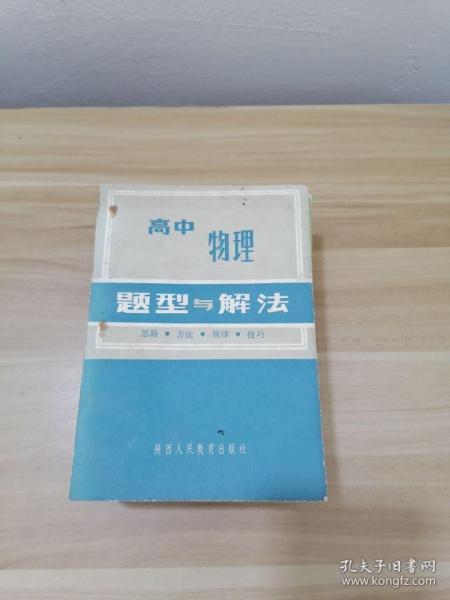 高中
物理
题型与解法
思路•方法•规律•技巧
陕西人民教育出版社
孔夫子旧书网
www.kongfz.com